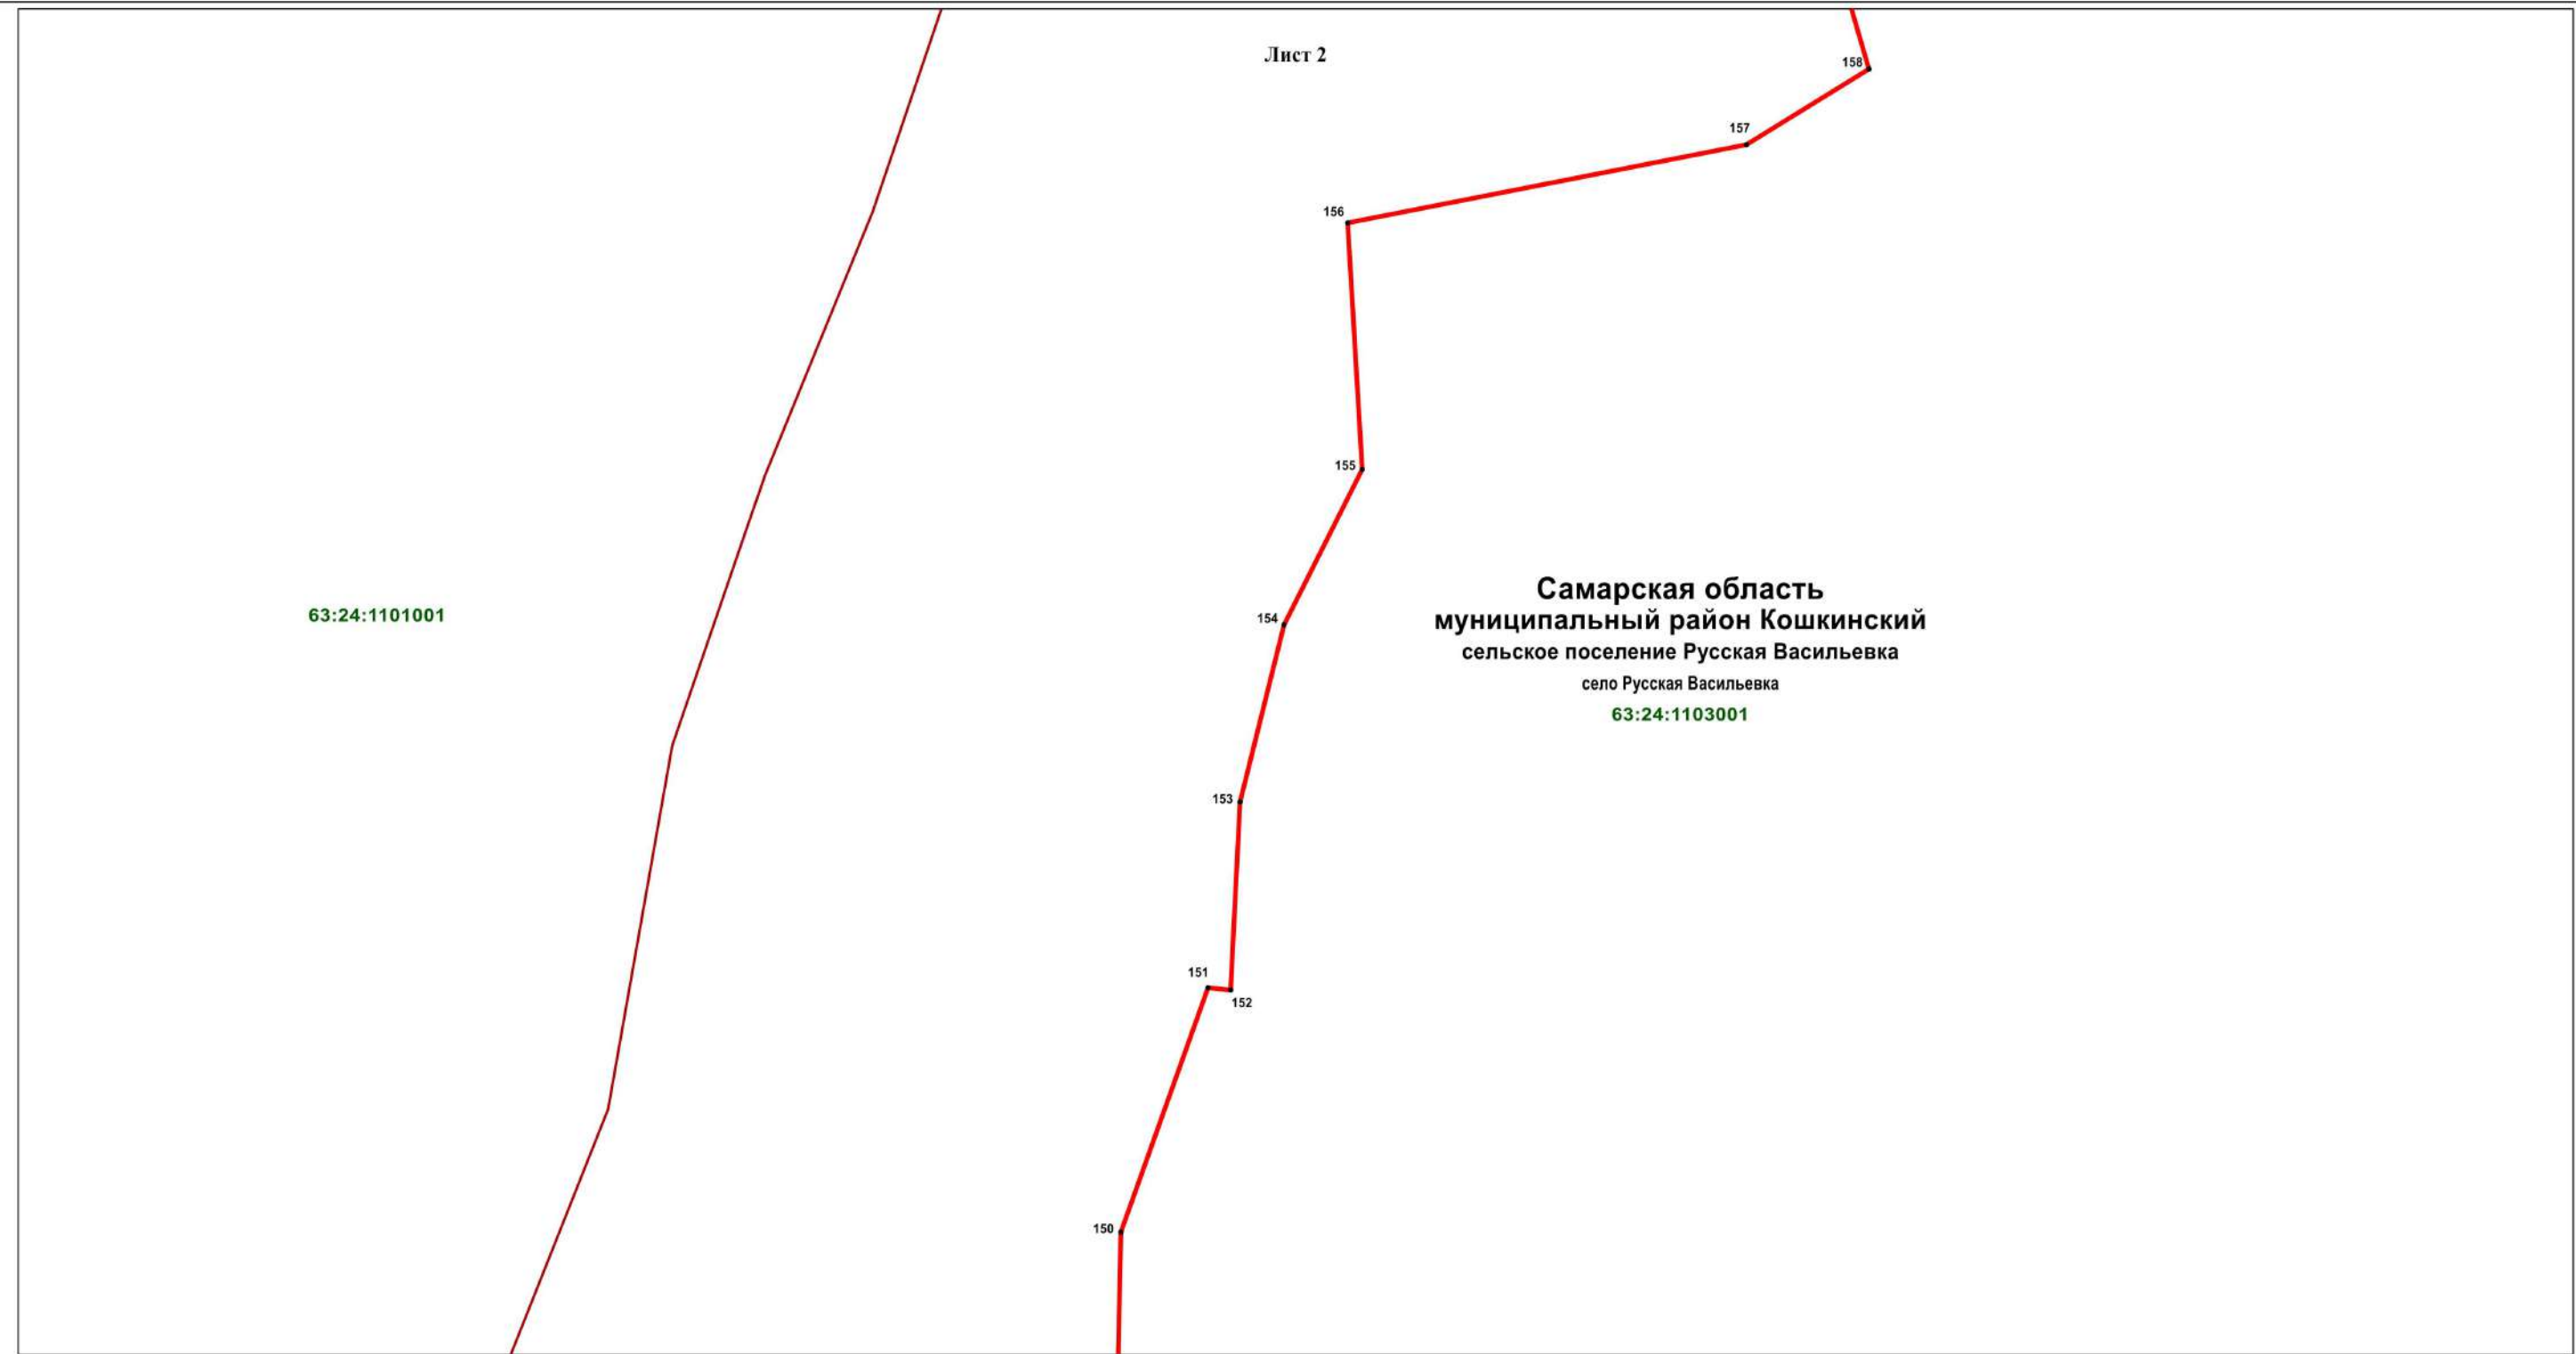 Лист 2
158
157
156
155
154
63:24:1101001
Самарская область
муниципальный район Кошкинский
сельское поселение Русская Васильевка
село Русская Васильевка
63:24:1103001
153
151
152
150